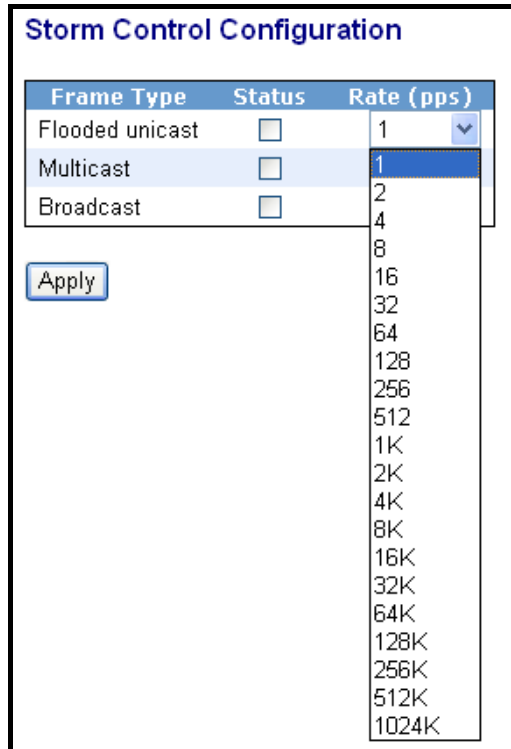 Storm Control Configuration
Frame Type Status Rate (pps)
Flooded unicast 1
Multicast
Broadcast
1
2
4
8
16
32
64
128
256
512
1K
2K
4K
8K
16K
32K
64K
128K
256K
512K
1024K
Apply